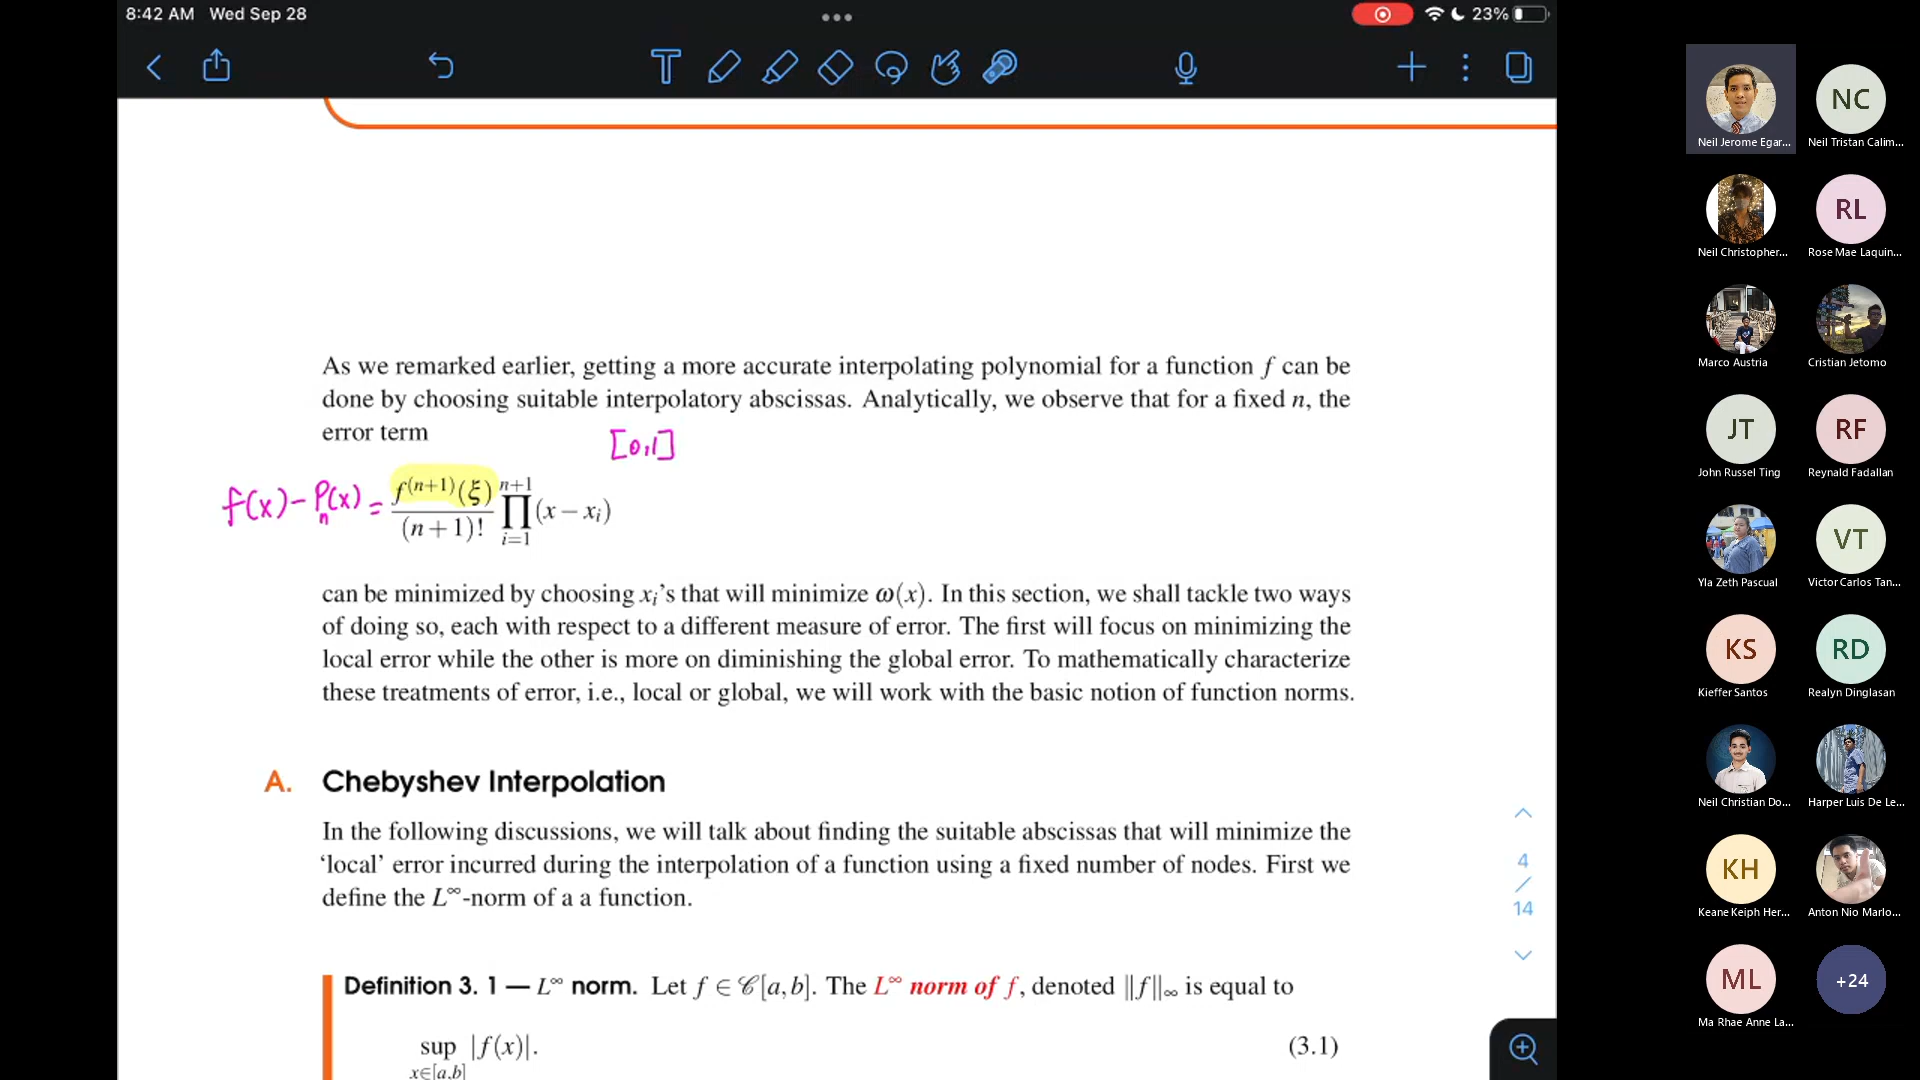 8:42 AM Wed Sep 28
23%
As we remarked earlier, getting a more accurate interpolating polynomial for a function f can be
done by choosing suitable interpolatory abscissas. Analytically, we observe that for a fixed n, the
error term
[0,1]
f(x) - Pₙ(x) = f⁽ⁿ⁺¹⁾(ξ) / (n+1)! ∏_{i=1}^{n+1} (x − xᵢ)
can be minimized by choosing xᵢ's that will minimize ω(x). In this section, we shall tackle two ways
of doing so, each with respect to a different measure of error. The first will focus on minimizing the
local error while the other is more on diminishing the global error. To mathematically characterize
these treatments of error, i.e., local or global, we will work with the basic notion of function norms.
A. Chebyshev Interpolation
In the following discussions, we will talk about finding the suitable abscissas that will minimize the
‘local’ error incurred during the interpolation of a function using a fixed number of nodes. First we
define the L∞-norm of a a function.
Definition 3. 1 — L∞ norm. Let f ∈ 𝒞[a,b]. The L∞ norm of f, denoted ||f||∞ is equal to
sup |f(x)|. (3.1)
x∈[a,b]
4
/
14
Neil Jerome Egar...
NC
Neil Tristan Calim...
Neil Christopher...
RL
Rose Mae Laquin...
Marco Austria
Cristian Jetomo
JT
John Russel Ting
RF
Reynald Fadallan
Yla Zeth Pascual
VT
Victor Carlos Tan...
KS
Kieffer Santos
RD
Realyn Dinglasan
Neil Christian Do...
Harper Luis De Le...
KH
Keane Keiph Her...
Anton Nio Marlo...
ML
Ma Rhae Anne La...
+24